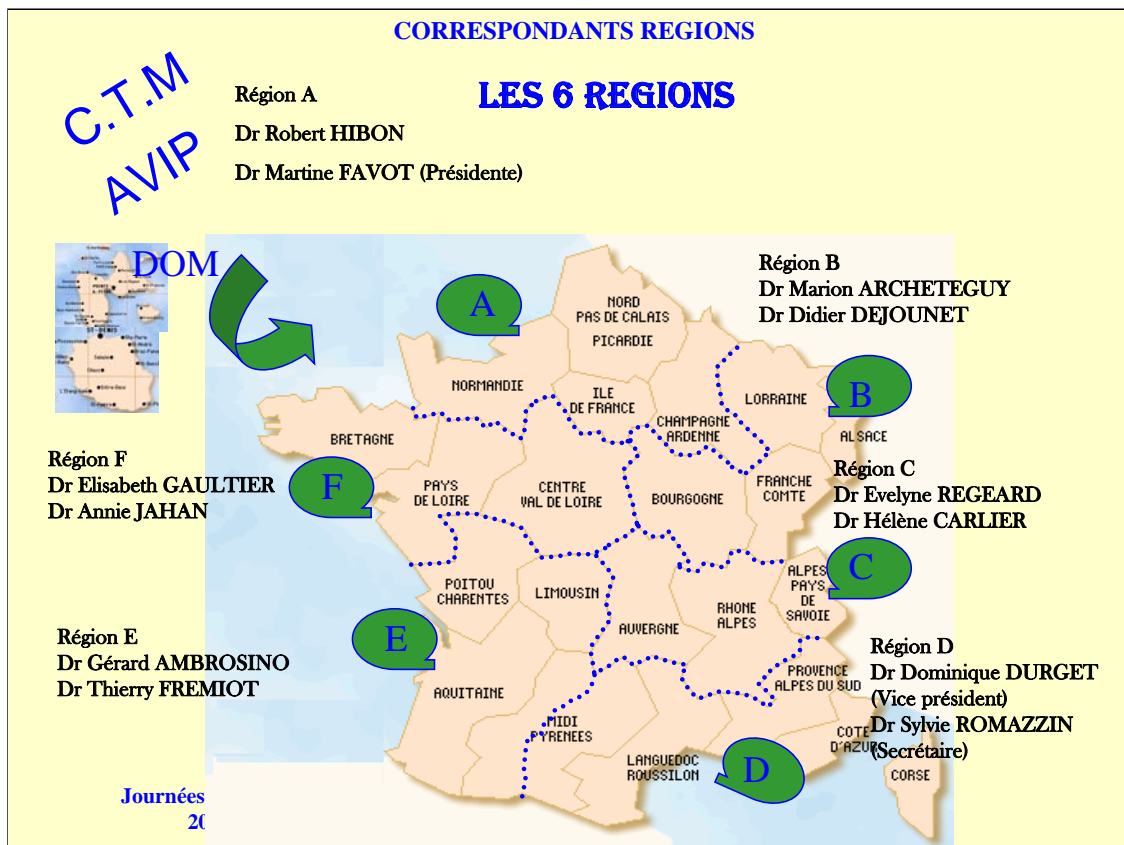 CORRESPONDANTS REGIONS
C.T.M
AVIP
LES 6 REGIONS
Région A
Dr Robert HIBON
Dr Martine FAVOT (Présidente)
DOM
ST-DENIS
Région B
Dr Marion ARCHETEGUY
Dr Didier DEJOUNET
A
NORD
PAS DE CALAIS
PICARDIE
NORMANDIE
ILE
DE FRANCE
CHAMPAGNE
ARDENNE
LORRAINE
B
ALSACE
BRETAGNE
Région F
Dr Elisabeth GAULTIER
Dr Annie JAHAN
F
PAYS
DE LOIRE
CENTRE
VAL DE LOIRE
BOURGOGNE
FRANCHE
COMTE
Région C
Dr Evelyne REGEARD
Dr Hélène CARLIER
C
POITOU
CHARENTES
LIMOUSIN
AUVERGNE
RHONE
ALPES
ALPES
PAYS
DE
SAVOIE
E
Région E
Dr Gérard AMBROSINO
Dr Thierry FREMIOT
AQUITAINE
MIDI
PYRENEES
LANGUEDOC
ROUSSILON
PROVENCE
ALPES DU SUD
COTE
D'AZUR
D
CORSE
Région D
Dr Dominique DURGET
(Vice président)
Dr Sylvie ROMAZZIN
(Secrétaire)
Journées
20